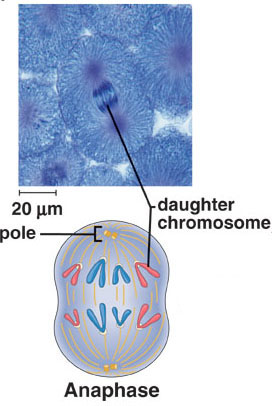 20 µm
daughter
chromosome
pole
Anaphase